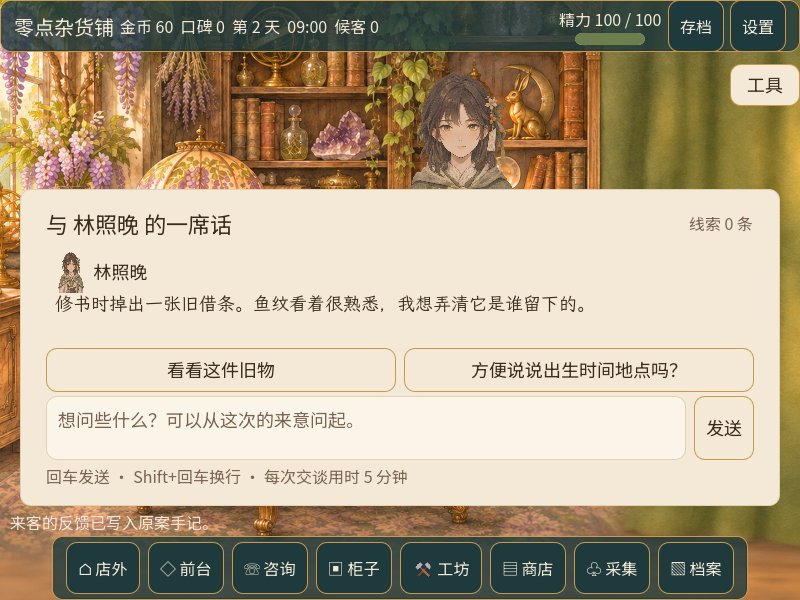 零点杂货铺 金币 60 口碑 0 第 2 天 09:00 候客 0
精力 100 / 100
存档
设置
工具
与 林照晚 的一席话
线索 0 条
林照晚
修书时掉出一张旧借条。鱼纹看着很熟悉，我想弄清它是谁留下的。
看看这件旧物
方便说说出生时间地点吗？
想问些什么？可以从这次的来意问起。
发送
回车发送 · Shift+回车换行 · 每次交谈用时 5 分钟
来客的反馈已写入原案手记。
店外
前台
咨询
柜子
工坊
商店
采集
档案